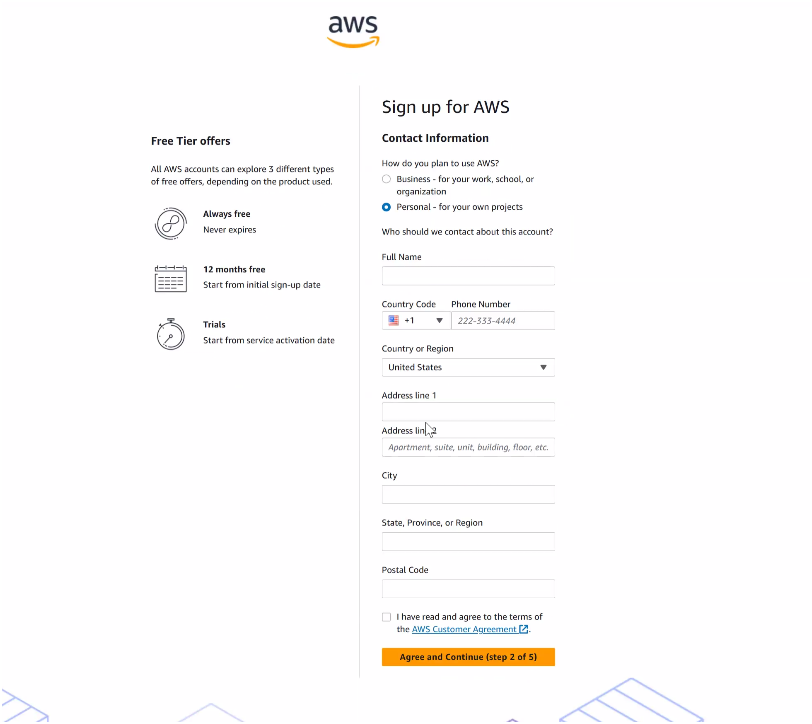 aws
Free Tier offers
All AWS accounts can explore 3 different types
of free offers, depending on the product used.
Always free
Never expires
12 months free
Start from initial sign-up date
Trials
Start from service activation date
Sign up for AWS
Contact Information
How do you plan to use AWS?
Business - for your work, school, or
organization
Personal - for your own projects
Who should we contact about this account?
Full Name
Country Code Phone Number
+1 222-333-4444
Country or Region
United States
Address line 1
Address line 2
Apartment, suite, unit, building, floor, etc.
City
State, Province, or Region
Postal Code
I have read and agree to the terms of
the AWS Customer Agreement.
Agree and Continue (step 2 of 5)